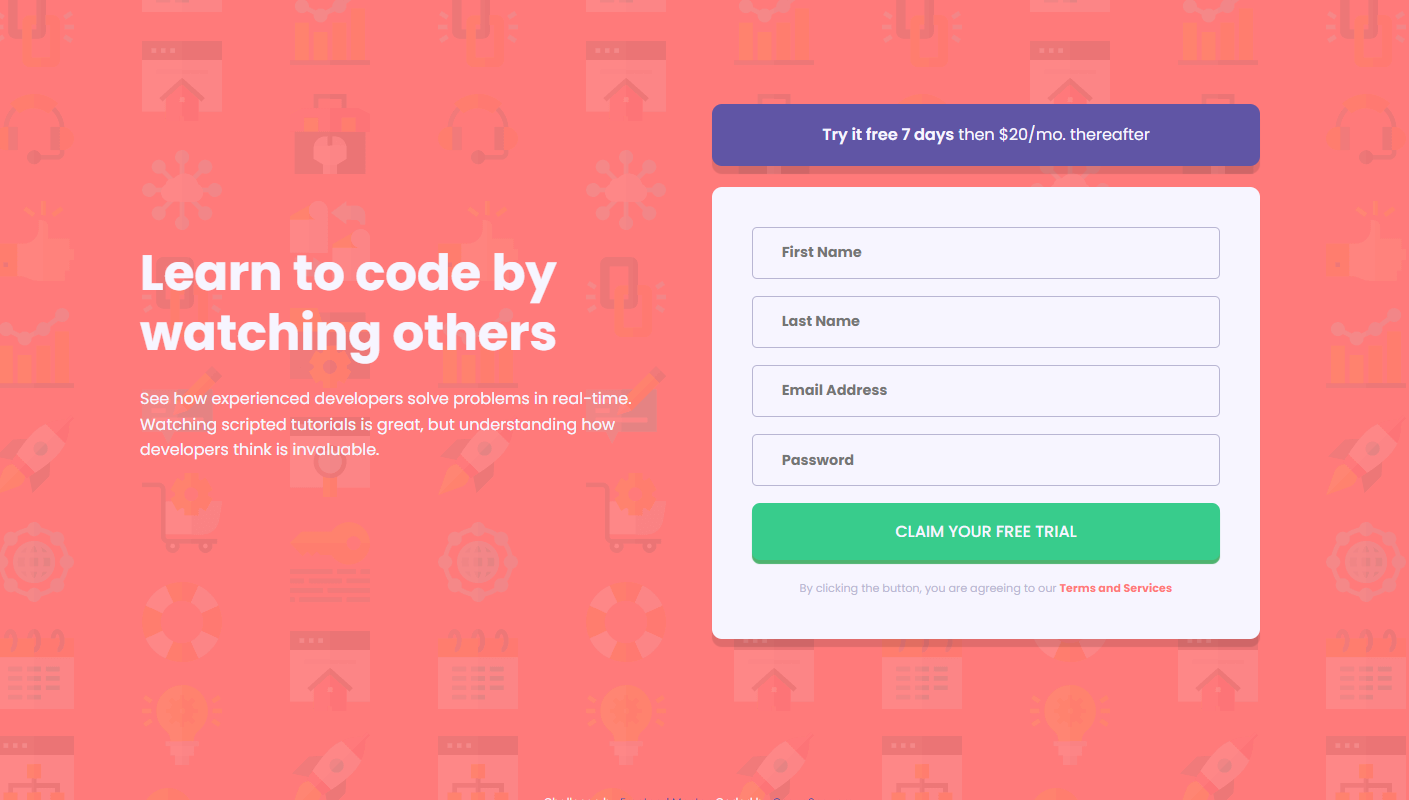 Learn to code by
watching others
See how experienced developers solve problems in real-time.
Watching scripted tutorials is great, but understanding how
developers think is invaluable.
Try it free 7 days then $20/mo. thereafter
First Name
Last Name
Email Address
Password
CLAIM YOUR FREE TRIAL
By clicking the button, you are agreeing to our Terms and Services